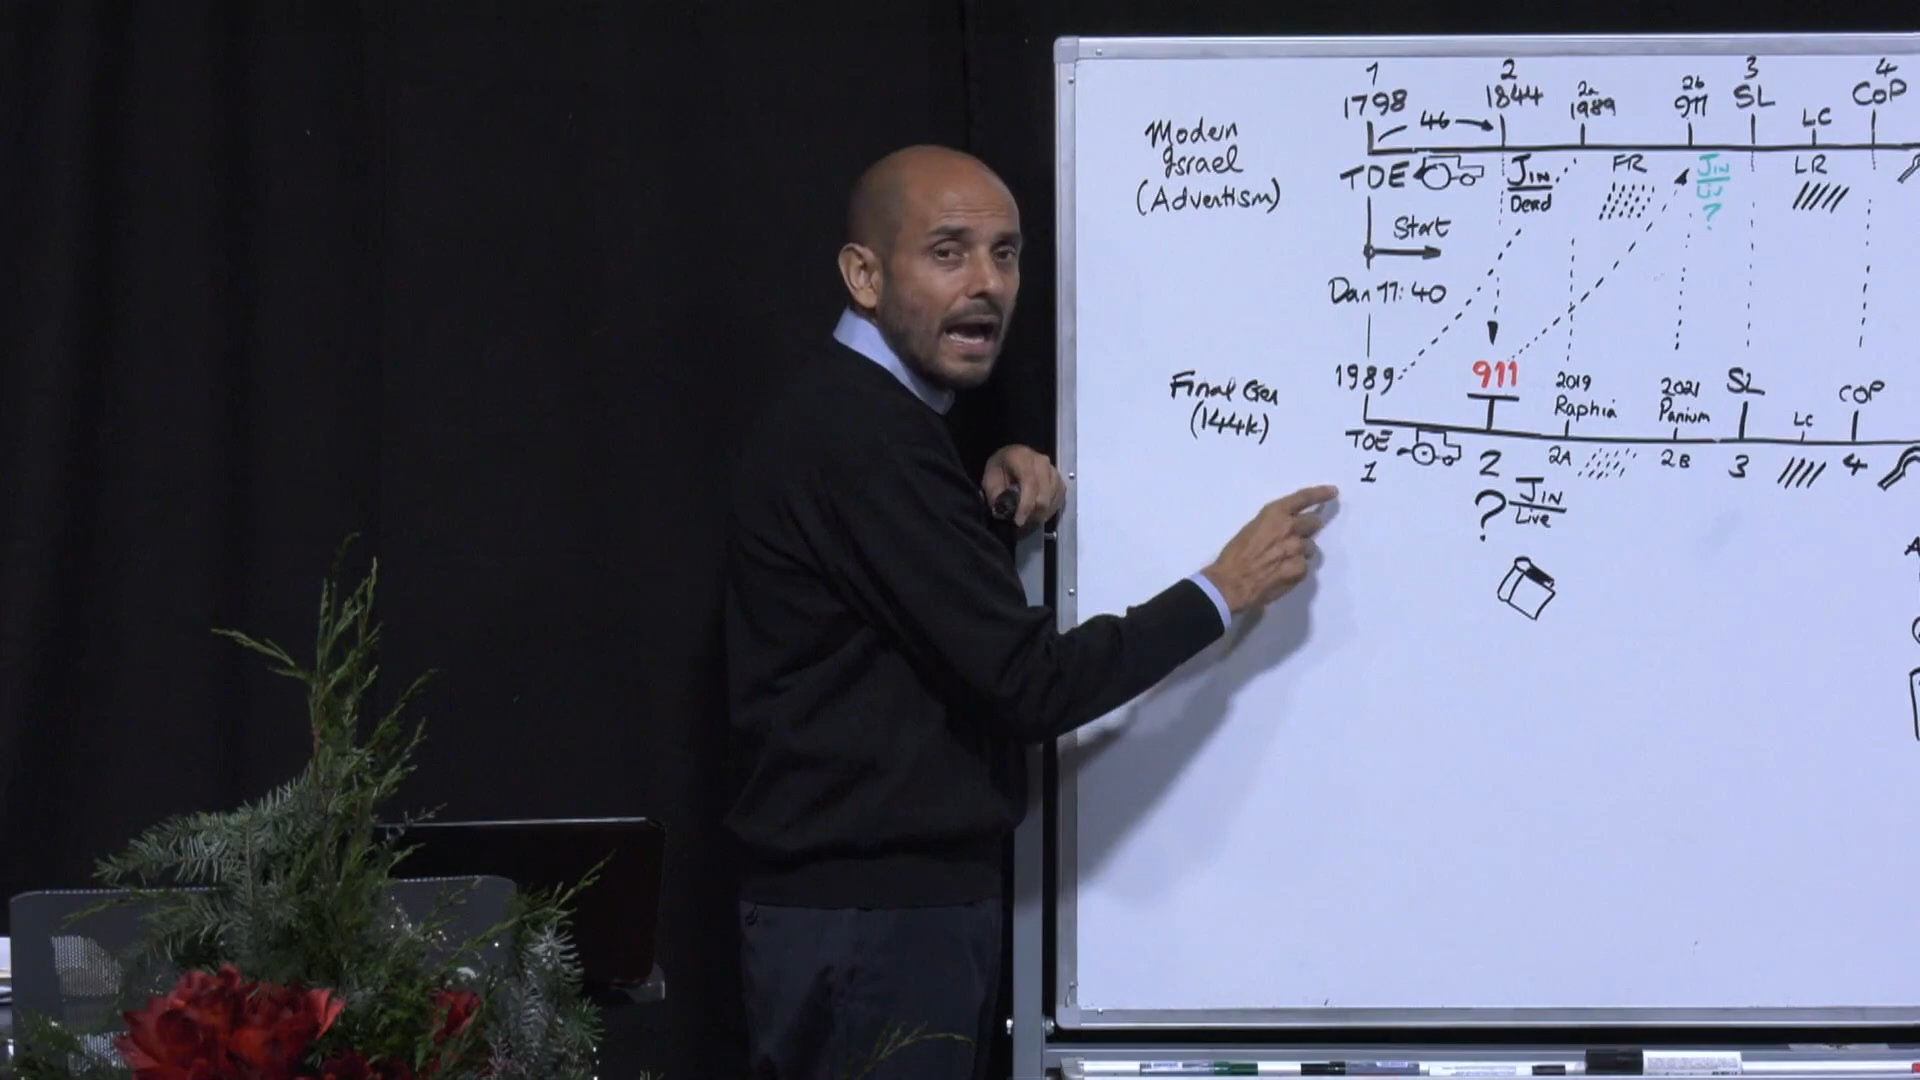 1 2 3 4
1798 1844 2a 1989 2b 911 SL LC CoP
46
Modern
Israel
(Adventism)
TOE JIN FR JIN LR
Dead Liv
?
Start
Dan 11:40
Final Gen
(144k)
1989 911 2019 2021 SL COP
Raphia Panium LC
TOE 2A 2B
1 2 3 4
? JIN
Live